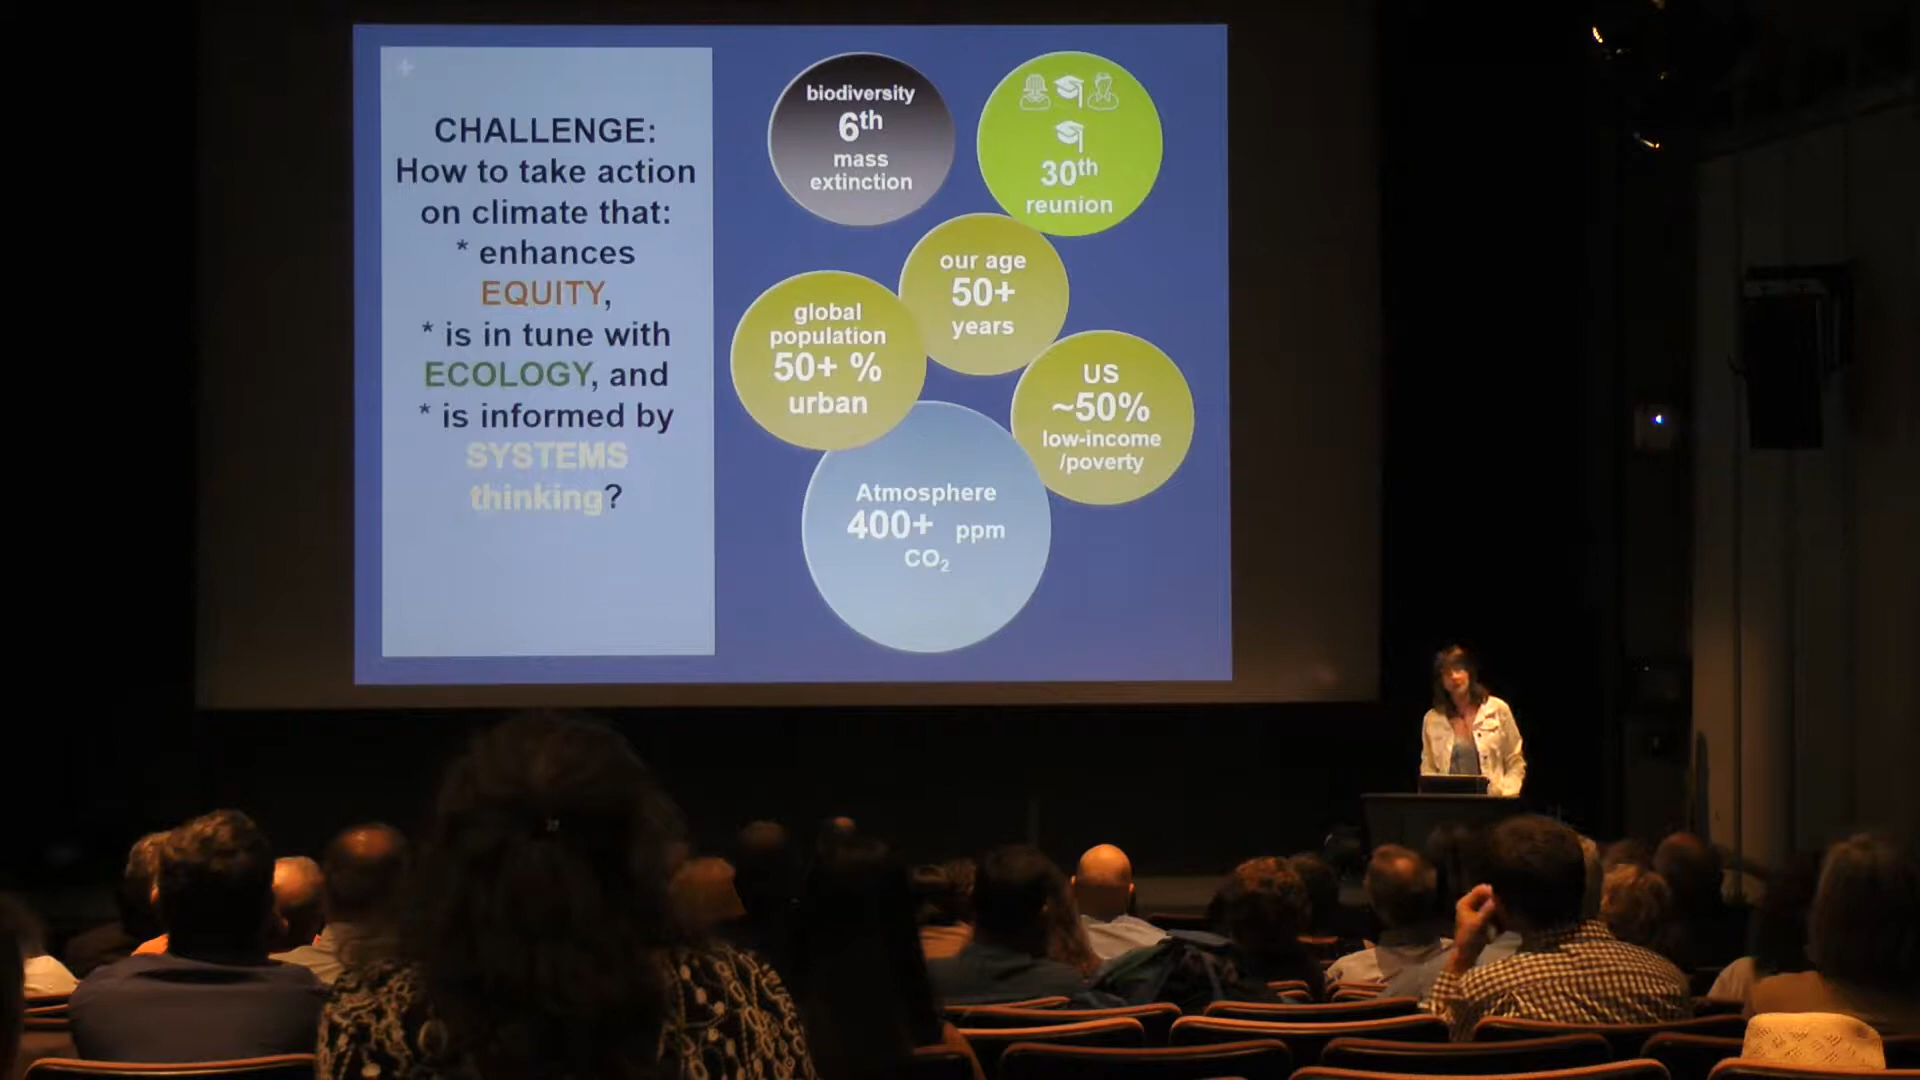 CHALLENGE:
How to take action
on climate that:
* enhances
EQUITY,
* is in tune with
ECOLOGY, and
* is informed by
SYSTEMS
thinking?
biodiversity
6th
mass
extinction
30th
reunion
our age
50+
years
global
population
50+ %
urban
US
~50%
low-income
/poverty
Atmosphere
400+ ppm
CO₂